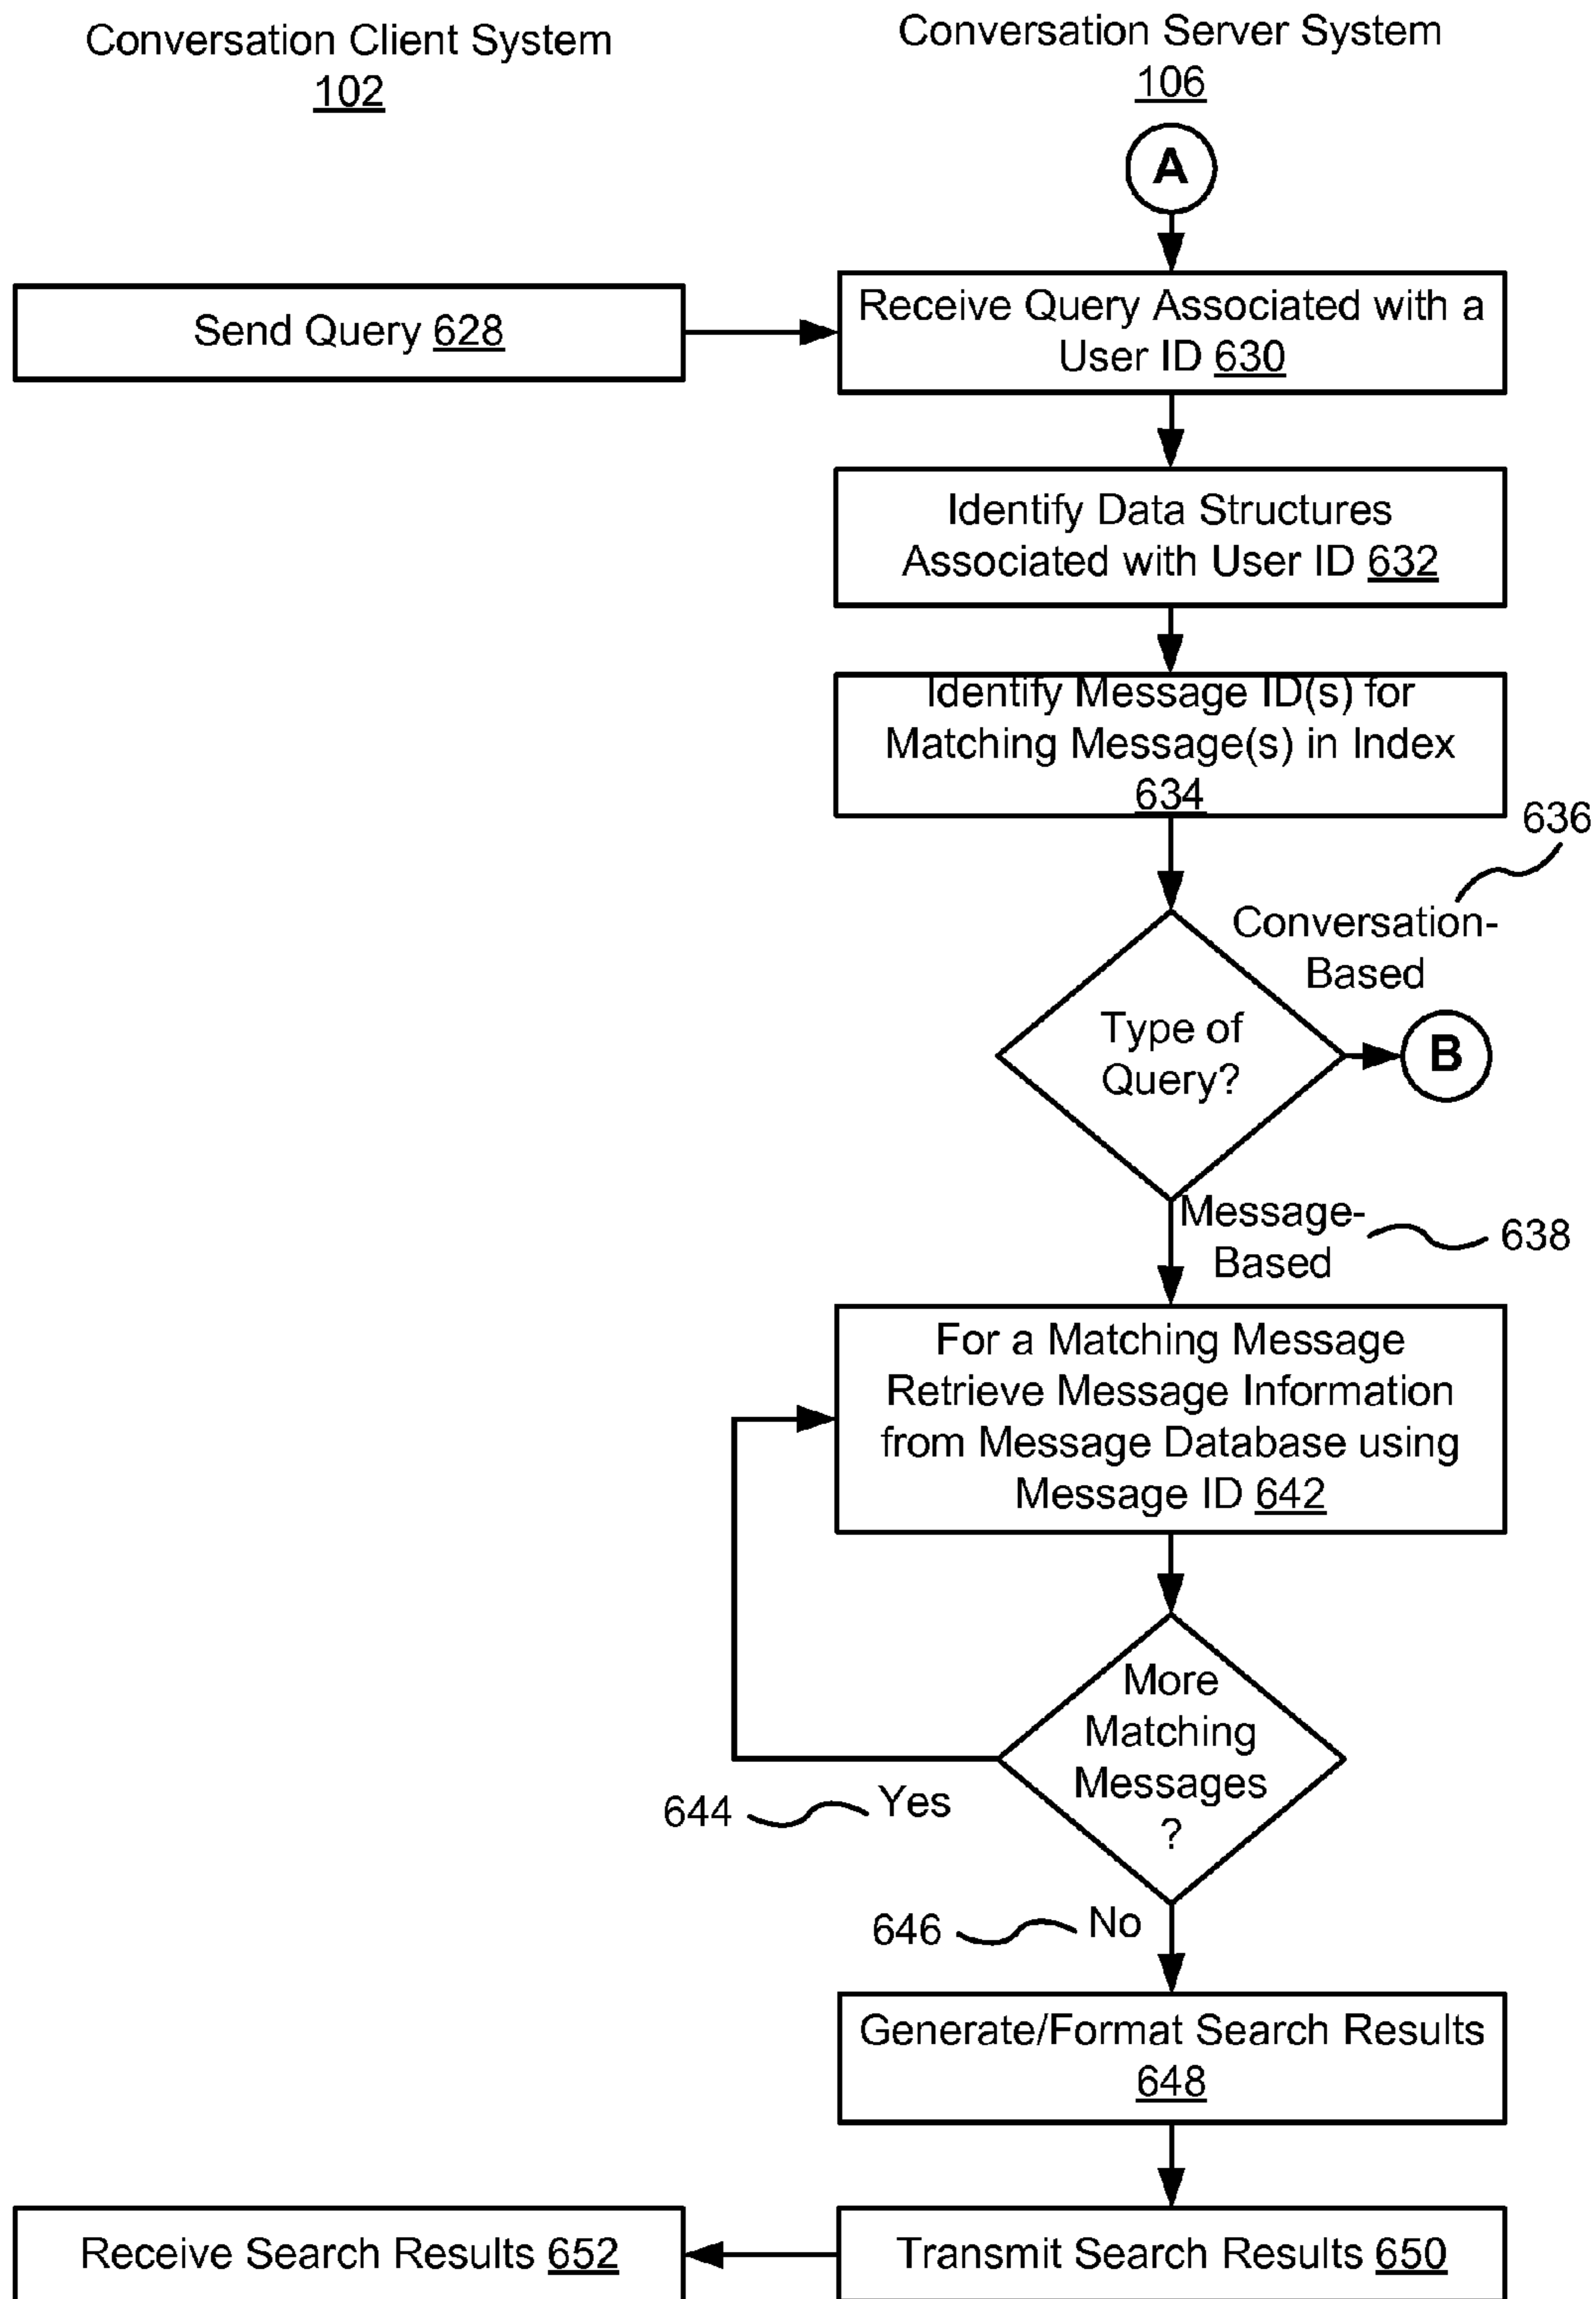 Conversation Client System
102
Conversation Server System
106
A
Send Query 628
Receive Query Associated with a
User ID 630
Identify Data Structures
Associated with User ID 632
Identify Message ID(s) for
Matching Message(s) in Index
634
636
Conversation-
Based
Type of
Query?
B
Message-
Based
638
For a Matching Message
Retrieve Message Information
from Message Database using
Message ID 642
More
Matching
Messages
?
644
Yes
646
No
Generate/Format Search Results
648
Receive Search Results 652
Transmit Search Results 650